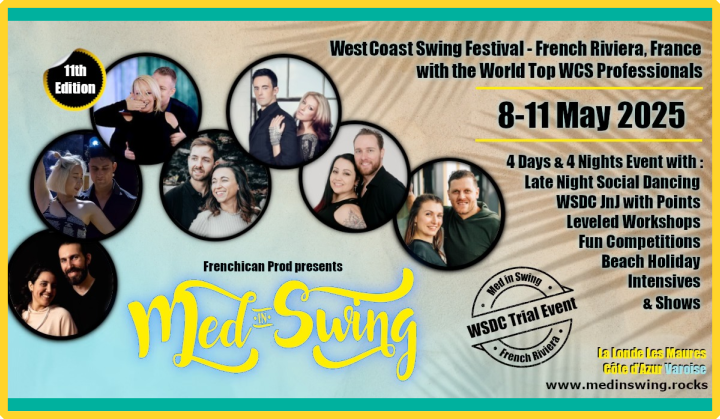 11th
Edition
West Coast Swing Festival - French Riviera, France
with the World Top WCS Professionals
8-11 May 2025
4 Days & 4 Nights Event with :
Late Night Social Dancing
WSDC JnJ with Points
Leveled Workshops
Fun Competitions
Beach Holiday
Intensives
& Shows
Frenchican Prod presents
Med IN Swing
Med in Swing
WSDC Trial Event
French Riviera
La Londe Les Maures
Côte d'Azur Varoise
www.medinswing.rocks